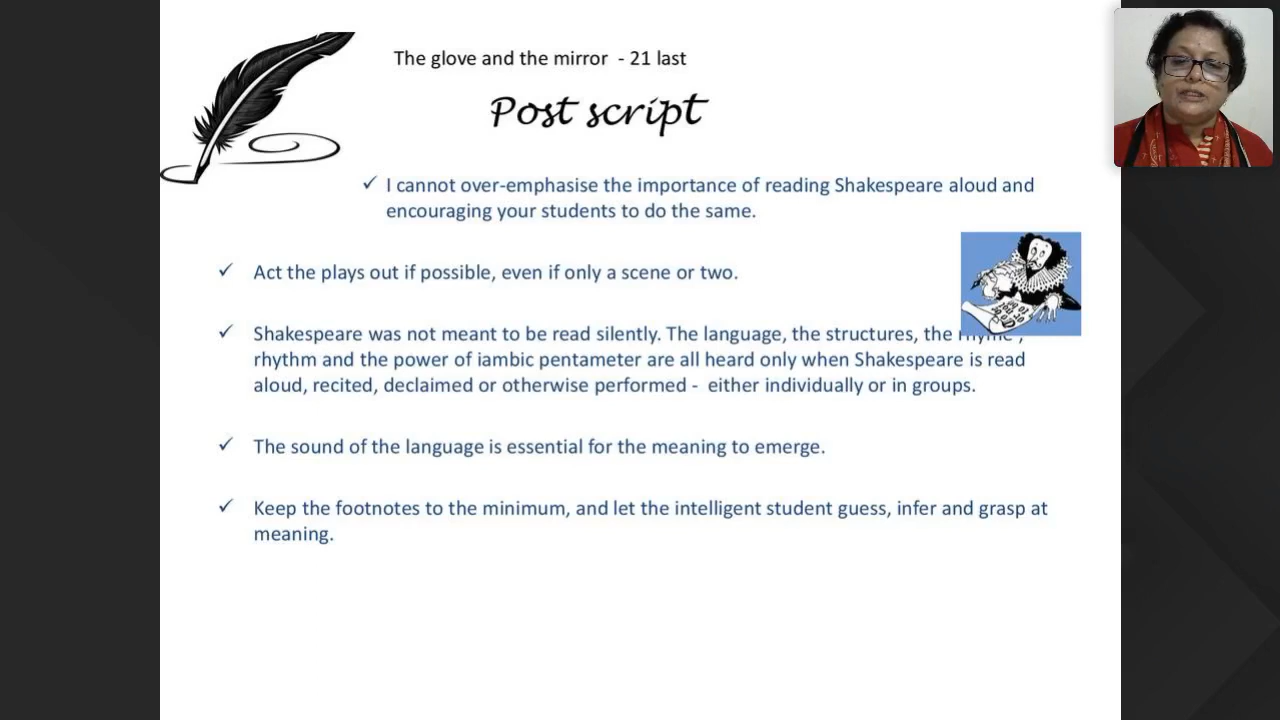 The glove and the mirror - 21 last
Post script
✓ I cannot over-emphasise the importance of reading Shakespeare aloud and
encouraging your students to do the same.
✓ Act the plays out if possible, even if only a scene or two.
✓ Shakespeare was not meant to be read silently. The language, the structures, the rhyme ,
rhythm and the power of iambic pentameter are all heard only when Shakespeare is read
aloud, recited, declaimed or otherwise performed - either individually or in groups.
✓ The sound of the language is essential for the meaning to emerge.
✓ Keep the footnotes to the minimum, and let the intelligent student guess, infer and grasp at
meaning.